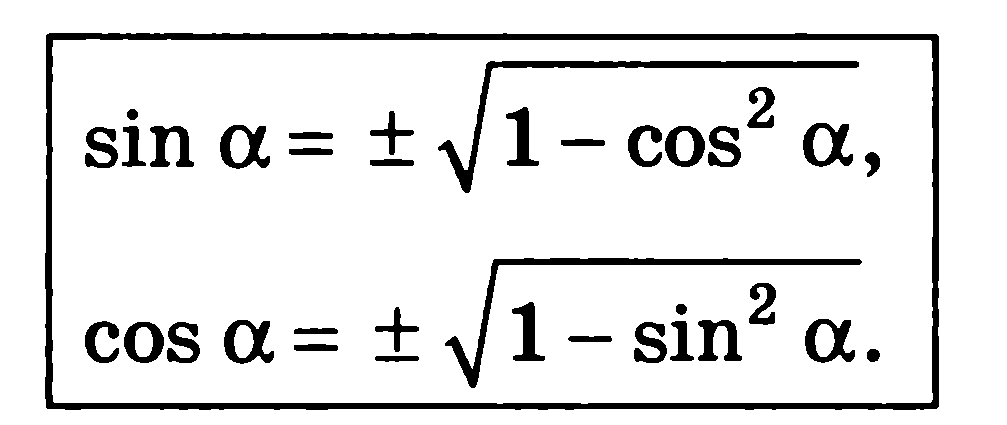 sin α = ± √1 − cos² α,
cos α = ± √1 − sin² α.